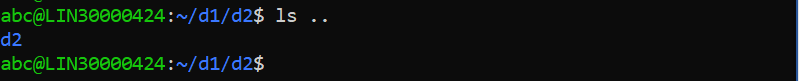 abc@LIN30000424:~/d1/d2$ ls ..
d2
abc@LIN30000424:~/d1/d2$